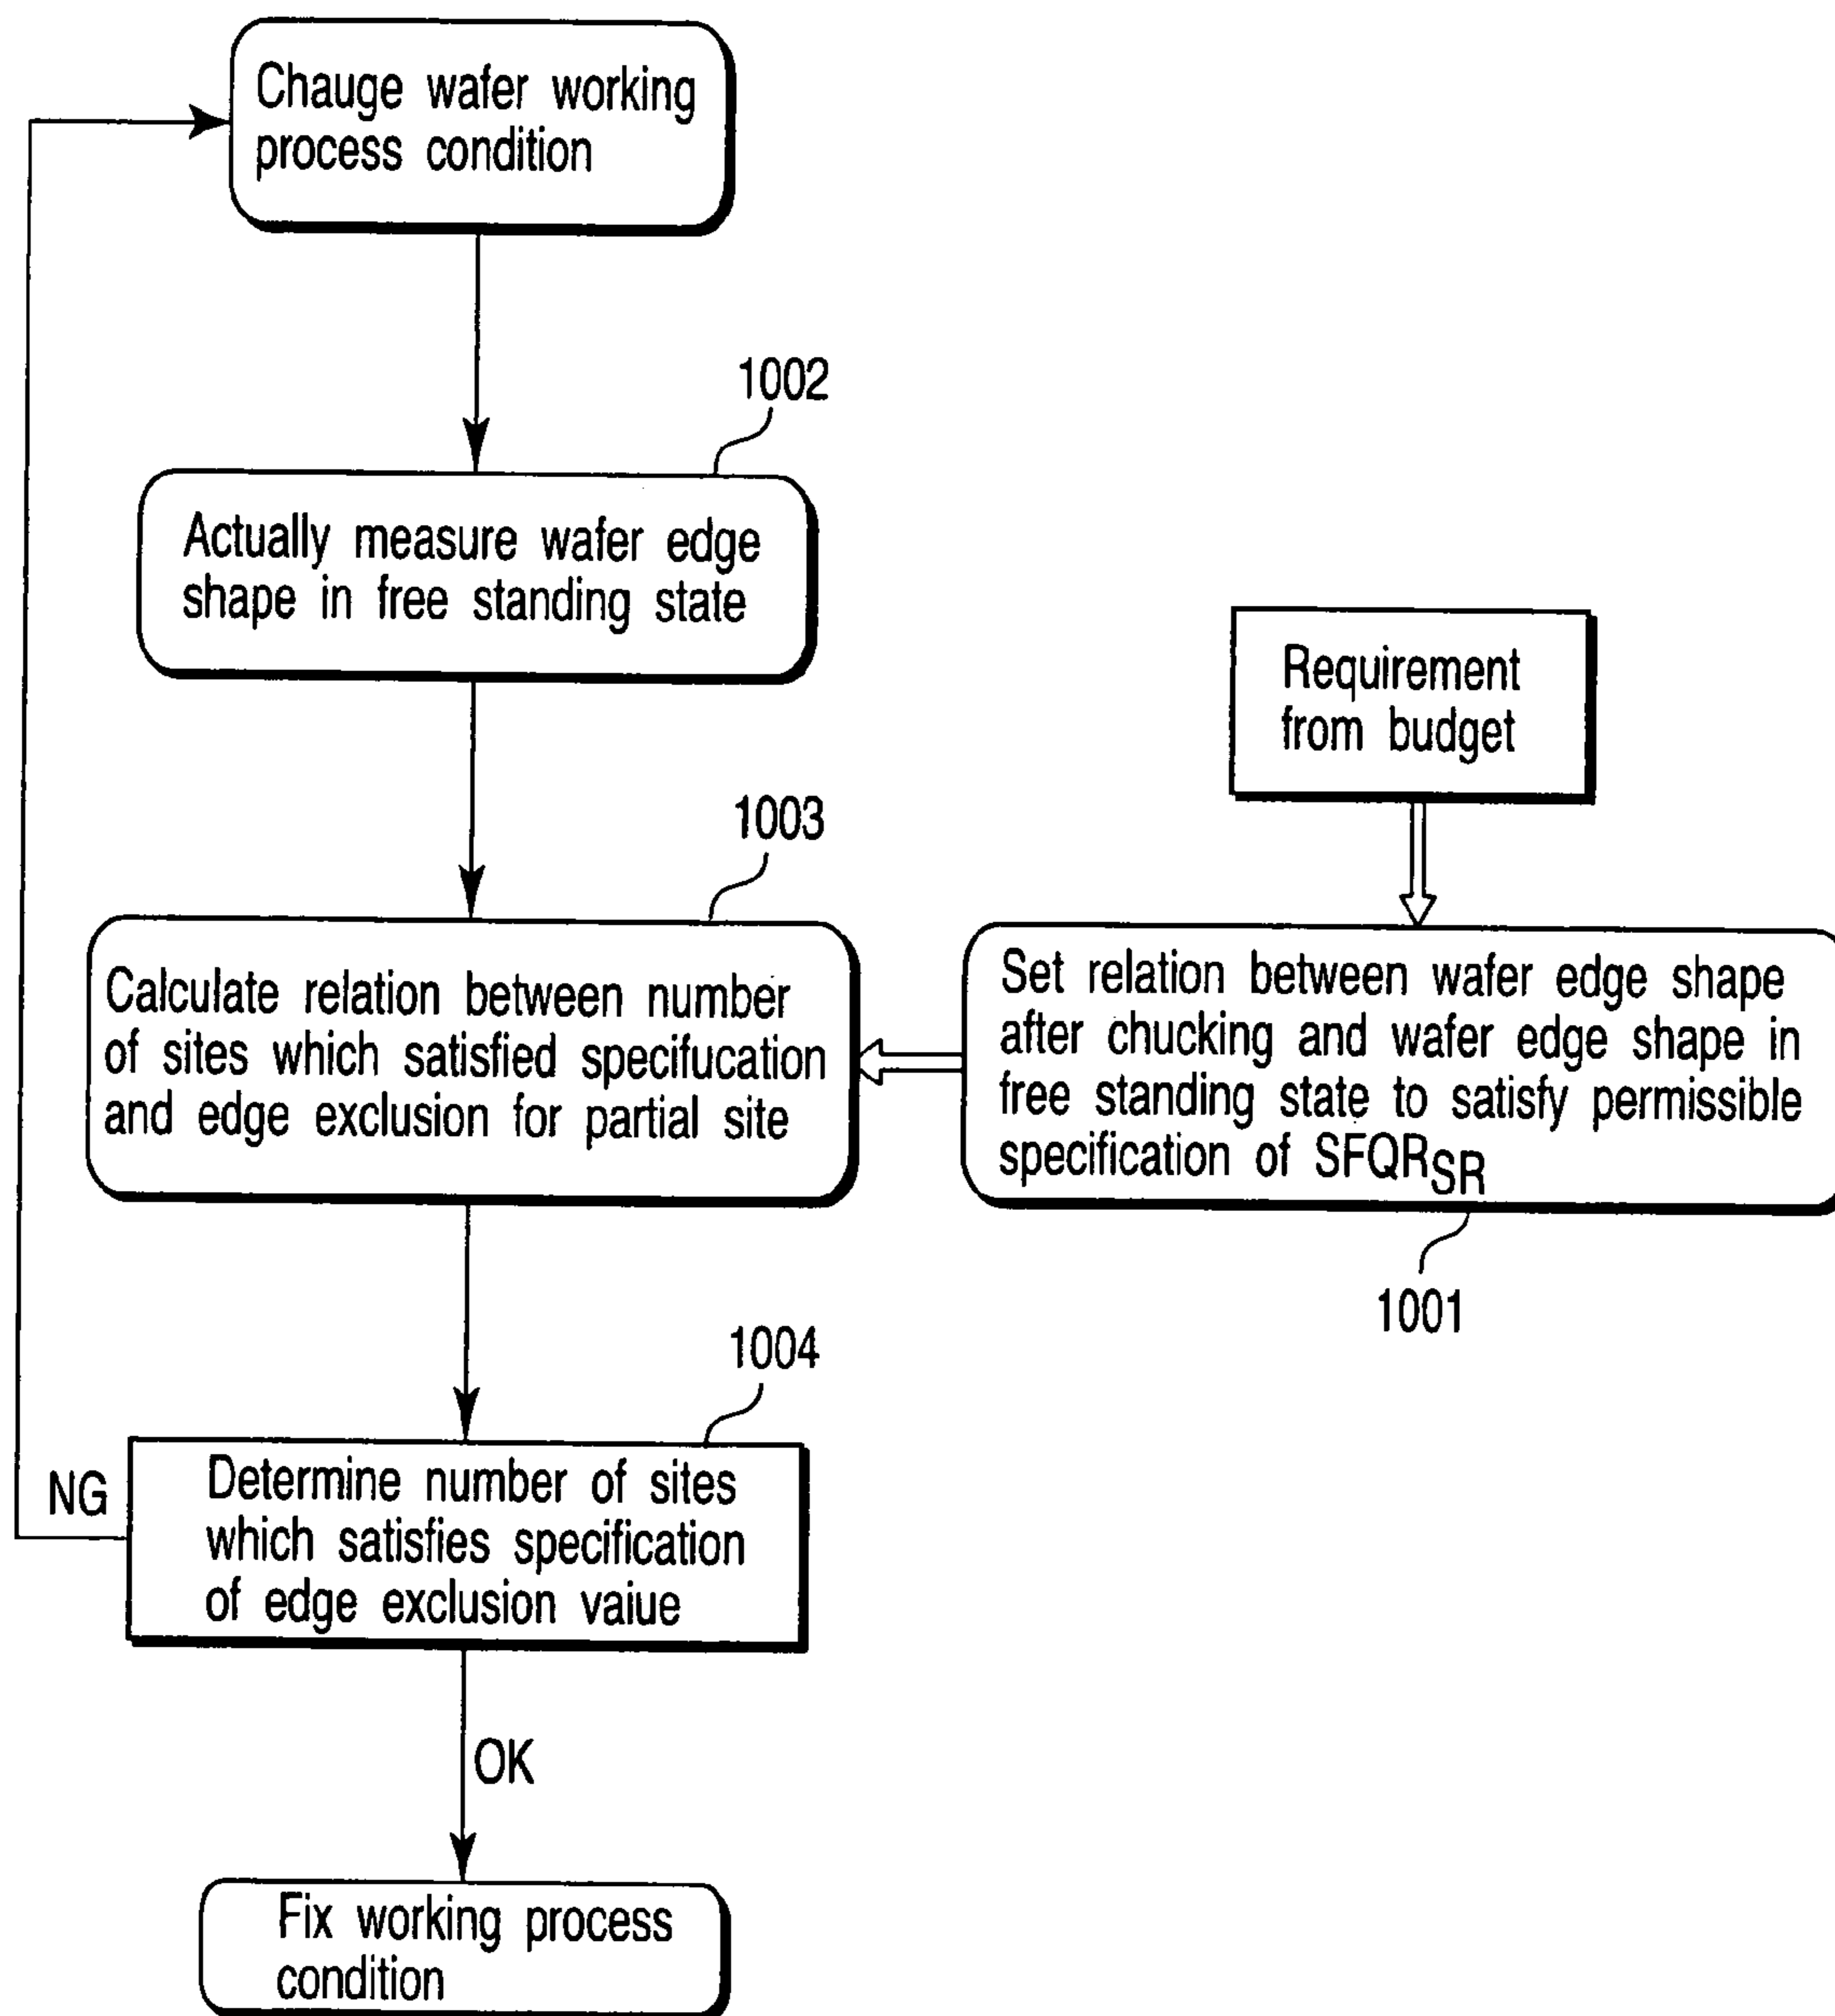 Chauge wafer working
process condition
1002
Actually measure wafer edge
shape in free standing state
Requirement
from budget
1003
Calculate relation between number
of sites which satisfied specifucation
and edge exclusion for partial site
Set relation between wafer edge shape
after chucking and wafer edge shape in
free standing state to satisfy permissible
specification of SFQRSR
1001
1004
NG
Determine number of sites
which satisfies specification
of edge exclusion vaiue
OK
Fix working process
condition